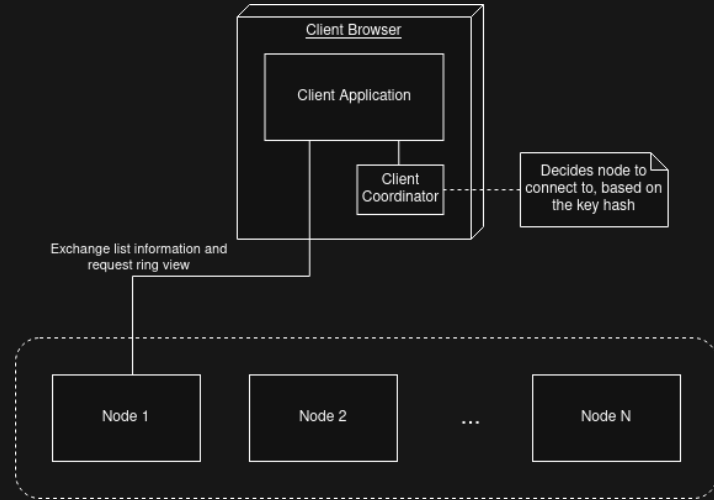 Client Browser
Client Application
Client
Coordinator
Decides node to
connect to, based on
the key hash
Exchange list information and
request ring view
Node 1
Node 2
...
Node N